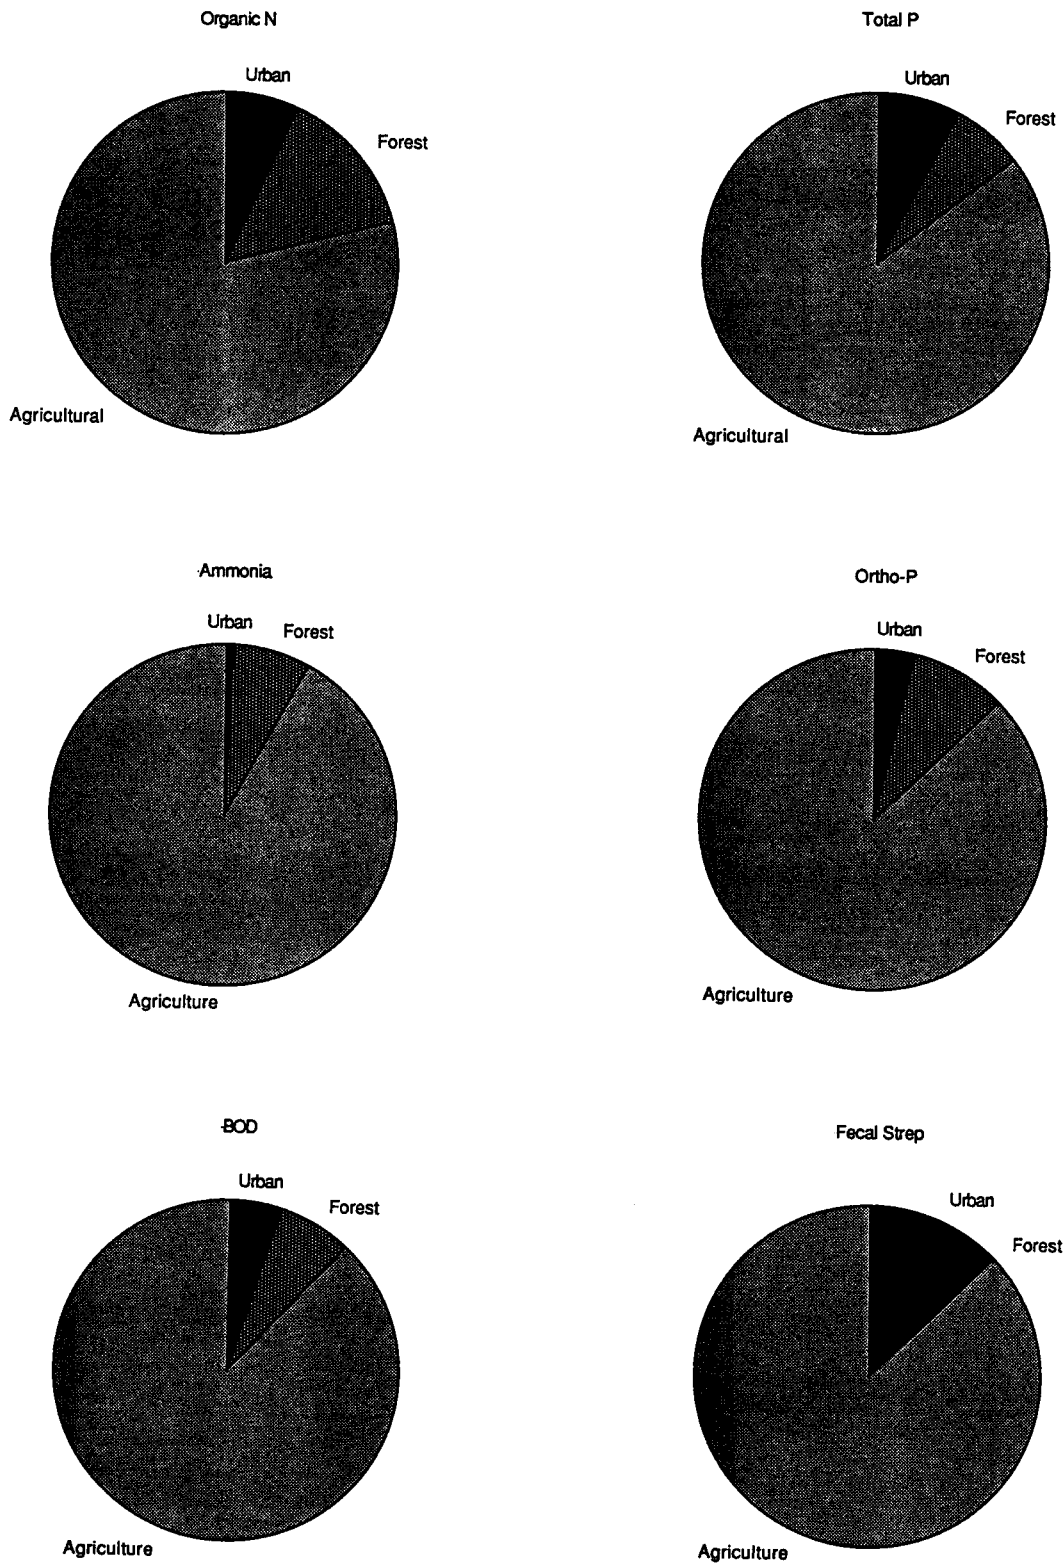 Organic N
Urban
Forest
Agricultural
Total P
Urban
Forest
Agricultural
Ammonia
Urban
Forest
Agriculture
Ortho-P
Urban
Forest
Agriculture
BOD
Urban
Forest
Agriculture
Fecal Strep
Urban
Forest
Agriculture